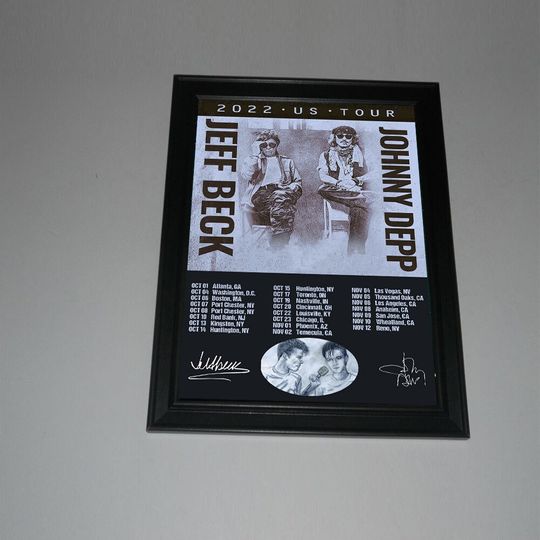 2022 · US · TOUR
JEFF BECK
JOHNNY DEPP
OCT 01 Atlanta, GA
OCT 04 Washington, D.C.
OCT 06 Boston, MA
OCT 07 Port Chester, NY
OCT 08 Port Chester, NY
OCT 10 Red Bank, NJ
OCT 13 Kingston, NY
OCT 14 Huntington, NY
OCT 15 Huntington, NY
OCT 17 Toronto, ON
OCT 19 Nashville, IN
OCT 20 Cincinnati, OH
OCT 22 Louisville, KY
OCT 23 Chicago, IL
NOV 01 Phoenix, AZ
NOV 02 Temecula, CA
NOV 04 Las Vegas, NV
NOV 05 Thousand Oaks, CA
NOV 06 Los Angeles, CA
NOV 08 Anaheim, CA
NOV 09 San Jose, CA
NOV 10 Wheatland, CA
NOV 12 Reno, NV